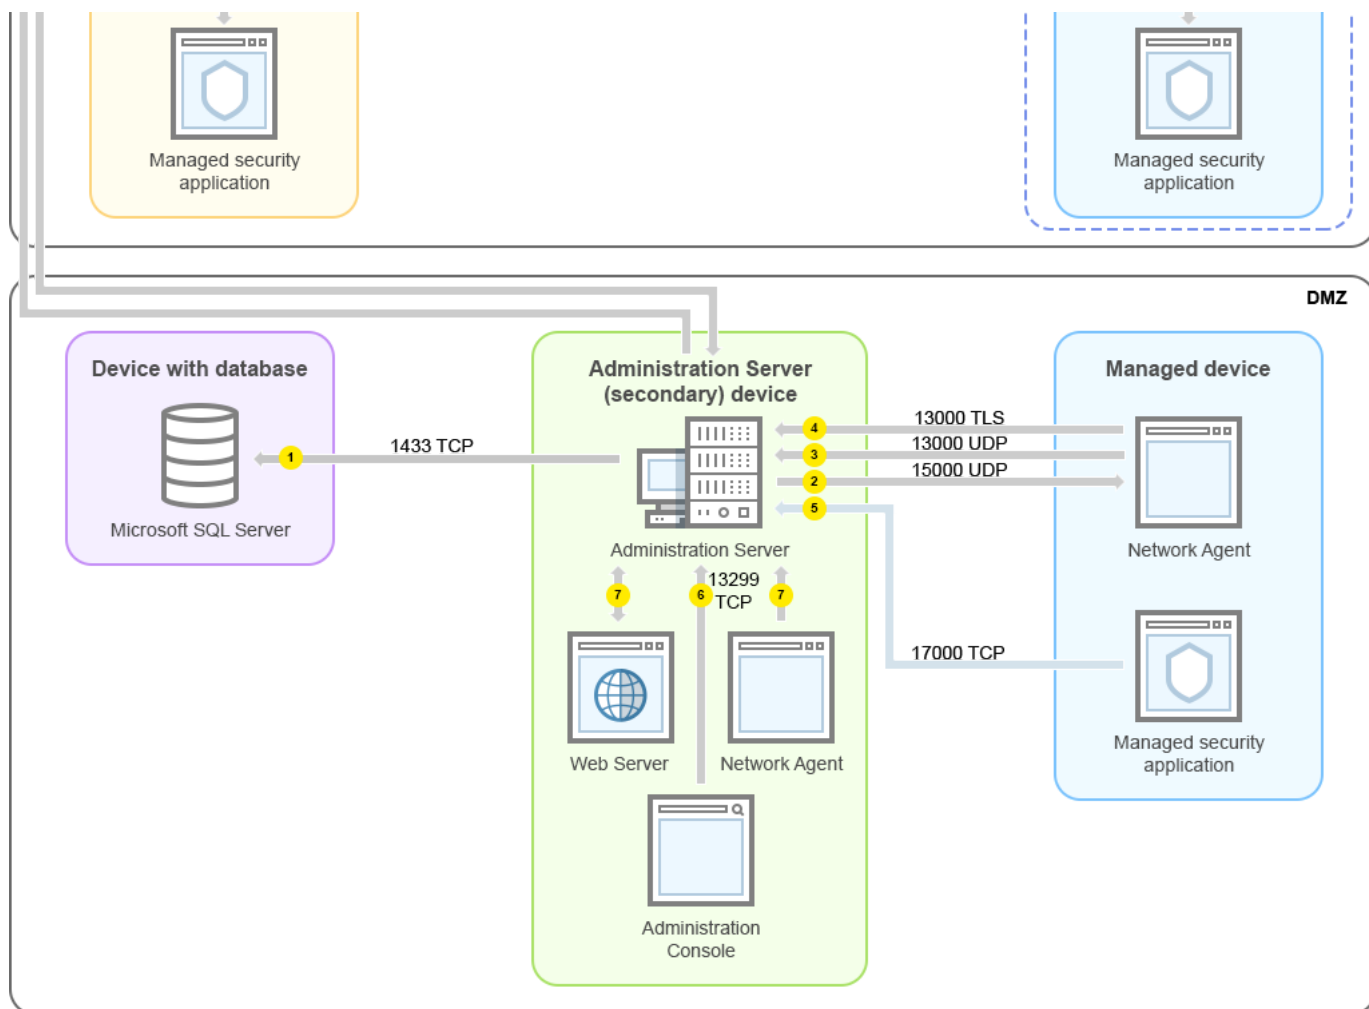 Managed security
application
Managed security
application
DMZ
Device with database
Microsoft SQL Server
1433 TCP
1
Administration Server
(secondary) device
Administration Server
13299
TCP
7
6
7
Web Server
Network Agent
Administration
Console
4
13000 TLS
3
13000 UDP
2
15000 UDP
5
17000 TCP
Managed device
Network Agent
Managed security
application